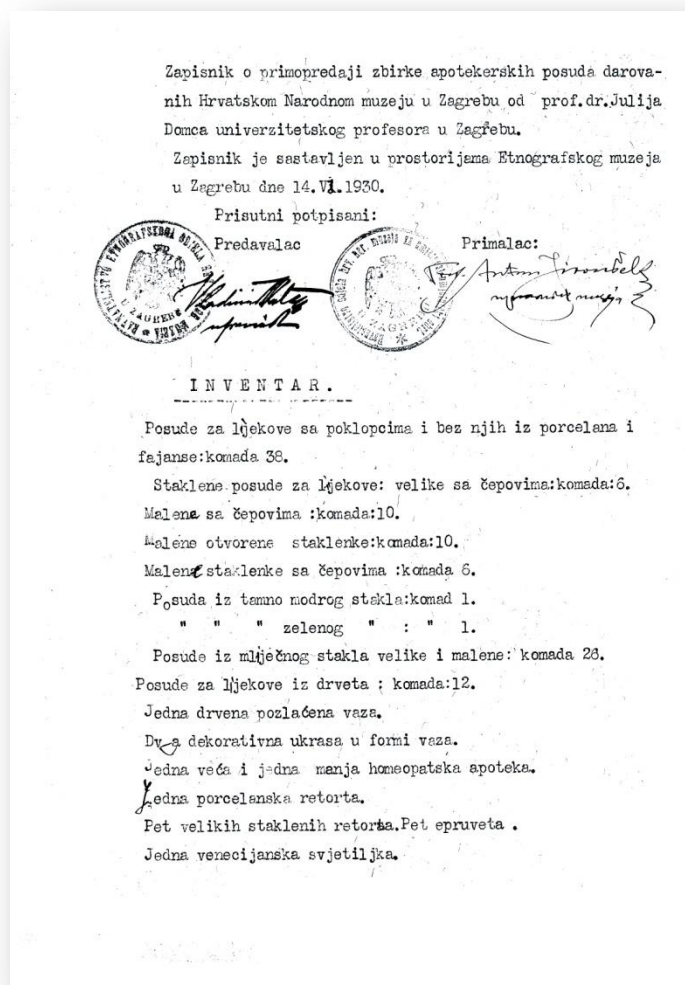 Zapisnik o primopredaji zbirke apotekerskih posuda darova-
nih Hrvatskom Narodnom muzeju u Zagrebu od prof.dr.Julija
Domca univerzitetskog profesora u Zagrebu.
Zapisnik je sastavljen u prostorijama Etnografskog muzeja
u Zagrebu dne 14.VI.1930.
Prisutni potpisani:
Predavalac Primalac:
U ZAGREBU
U ZAGREBU
INVENTAR.
Posude za ljekove sa poklopcima i bez njih iz porcelana i
fajanse:komada 38.
Staklene posude za ljekove: velike sa čepovima:komada:6.
Malene sa čepovima :komada:10.
Malene otvorene staklenke:komada:10.
Malene staklenke sa čepovima :komada 6.
Posuda iz tamno modrog stakla:komad 1.
" " " zelenog " : " 1.
Posude iz mliječnog stakla velike i malene: komada 26.
Posude za ljekove iz drveta : komada:12.
Jedna drvena pozlaćena vaza.
Dva dekorativna ukrasa u formi vaza.
Jedna veća i jedna manja homeopatska apoteka.
Jedna porcelanska retorta.
Pet velikih staklenih retorta.Pet epruveta .
Jedna venecijanska svjetiljka.